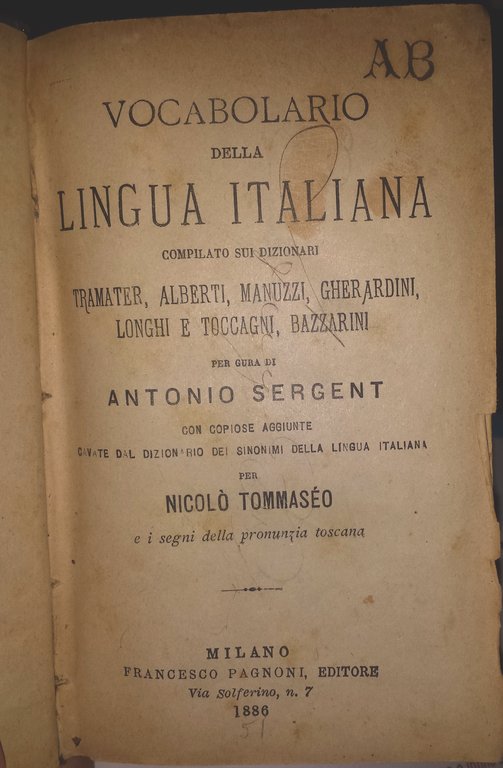 AB
VOCABOLARIO
DELLA
LINGUA ITALIANA
COMPILATO SUI DIZIONARI
TRAMATER, ALBERTI, MANUZZI, GHERARDINI,
LONGHI E TOCCAGNI, BAZZARINI
PER CURA DI
ANTONIO SERGENT
CON COPIOSE AGGIUNTE
CAVATE DAL DIZIONARIO DEI SINONIMI DELLA LINGUA ITALIANA
PER
NICOLÒ TOMMASÉO
e i segni della pronunzia toscana
MILANO
FRANCESCO PAGNONI, EDITORE
Via Solferino, n. 7
1886